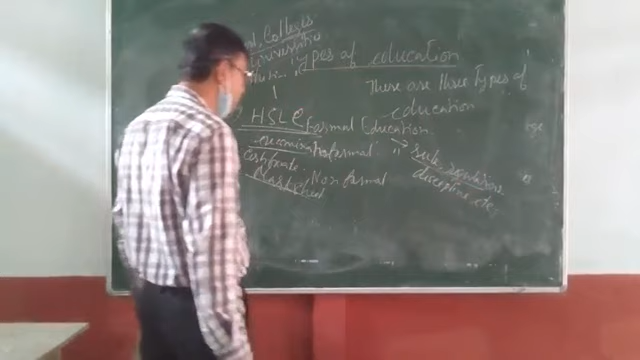 Colleges
Universities
Types of education
There are three Types of
education
HSLC
Formal Education
examination
Informal "
Certificate
Non formal
→ rule, regulation
discipline etc,